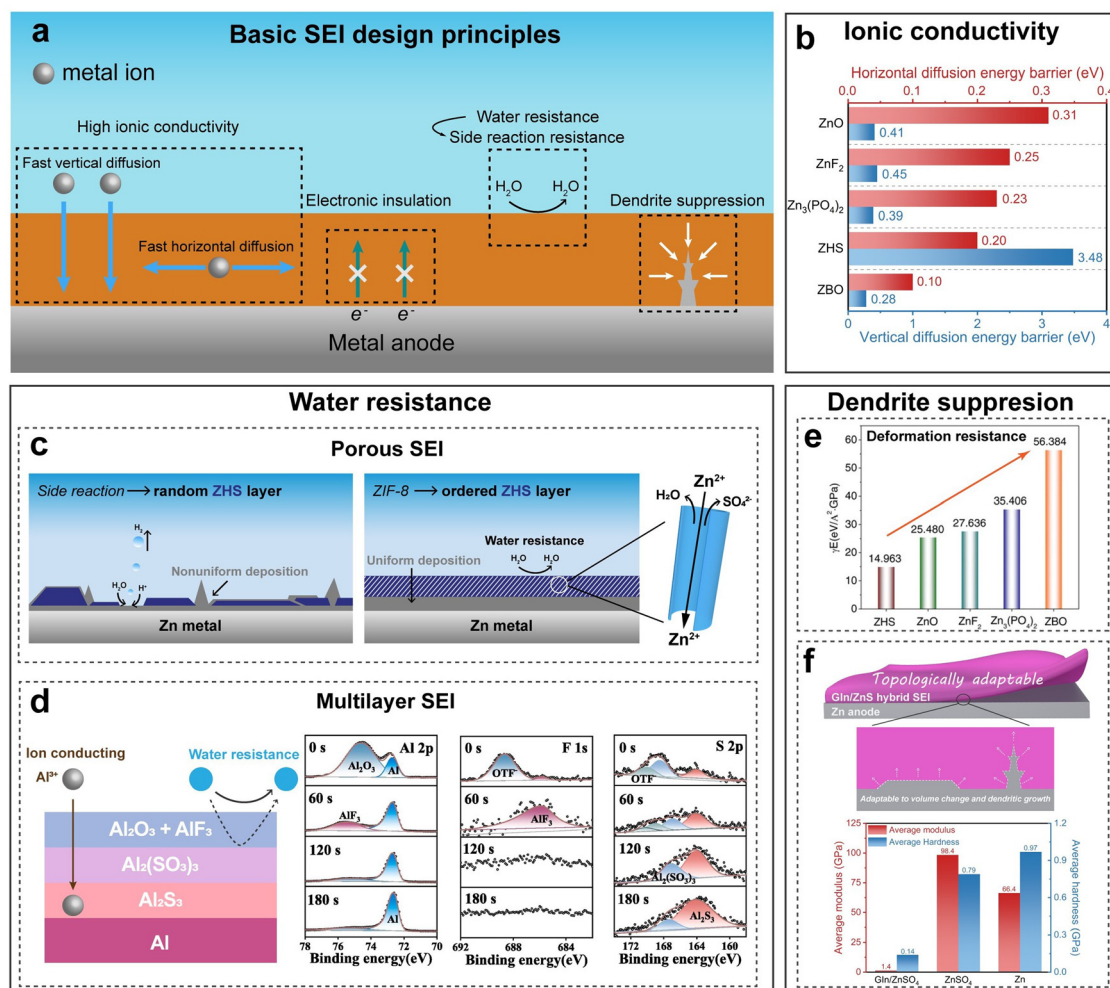 a
Basic SEI design principles
metal ion
High ionic conductivity
Fast vertical diffusion
Fast horizontal diffusion
Electronic insulation
e-
e-
Water resistance
Side reaction resistance
H₂O
H₂O
Dendrite suppression
Metal anode
b
Ionic conductivity
Horizontal diffusion energy barrier (eV)
0.0 0.1 0.2 0.3 0.4
ZnO
0.31
0.41
ZnF₂
0.25
0.45
Zn₃(PO₄)₂
0.23
0.39
ZHS
0.20
3.48
ZBO
0.10
0.28
0 1 2 3 4
Vertical diffusion energy barrier (eV)
Water resistance
c
Porous SEI
Side reaction → random ZHS layer
H₂
H₂O
H⁺
Nonuniform deposition
Zn metal
ZIF-8 → ordered ZHS layer
Water resistance
H₂O
H₂O
Uniform deposition
Zn metal
Zn²⁺
H₂O
SO₄²⁻
Zn²⁺
d
Multilayer SEI
Ion conducting
Al³⁺
Water resistance
Al₂O₃ + AlF₃
Al₂(SO₃)₃
Al₂S₃
Al
0 s
Al 2p
Al₂O₃
Al
60 s
AlF₃
120 s
180 s
Al
78 76 74 72 70
Binding energy(eV)
0 s
F 1s
OTF
60 s
AlF₃
120 s
180 s
692 688 684
Binding energy(eV)
0 s
S 2p
OTF
60 s
120 s
Al₂(SO₃)₃
180 s
Al₂S₃
172 168 164 160
Binding energy(eV)
Dendrite suppresion
e
Deformation resistance
γE(eV/Å²·GPa)
60
50
40
30
20
10
0
14.963
25.480
27.636
35.406
56.384
ZHS ZnO ZnF₂ Zn₃(PO₄)₂ ZBO
f
Topologically adaptable
Gln/ZnS hybrid SEI
Zn anode
Adaptable to volume change and dendritic growth
Average modulus
Average Hardness
Average modulus (GPa)
125
100
75
50
25
0
1.4
0.14
98.4
0.79
66.4
0.97
1.2
0.9
0.6
0.3
0.0
Average hardness (GPa)
Gln/ZnSO₄ ZnSO₄ Zn